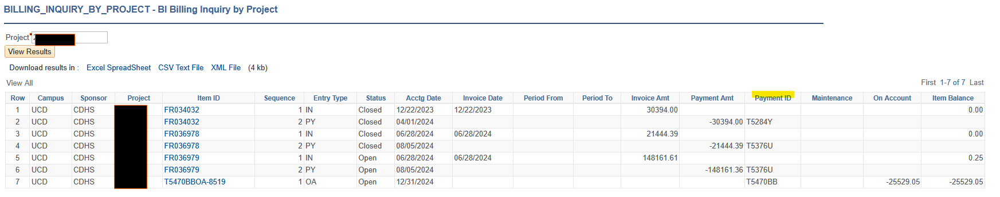 BILLING_INQUIRY_BY_PROJECT - BI Billing Inquiry by Project
Project
View Results
Download results in : Excel SpreadSheet CSV Text File XML File (4 kb)
View All First 1-7 of 7 Last
Row Campus Sponsor Project Item ID Sequence Entry Type Status Acctg Date Invoice Date Period From Period To Invoice Amt Payment Amt Payment ID Maintenance On Account Item Balance
1 UCD CDHS FR034032 1 IN Closed 12/22/2023 12/22/2023 30394.00 0.00
2 UCD CDHS FR034032 2 PY Closed 04/01/2024 -30394.00 T5284Y
3 UCD CDHS FR036978 1 IN Closed 06/28/2024 06/28/2024 21444.39 0.00
4 UCD CDHS FR036978 2 PY Closed 08/05/2024 -21444.39 T5376U
5 UCD CDHS FR036979 1 IN Open 06/28/2024 06/28/2024 148161.61 0.25
6 UCD CDHS FR036979 2 PY Open 08/05/2024 -148161.36 T5376U
7 UCD CDHS T5470BBOA-8519 1 OA Open 12/31/2024 T5470BB -25529.05 -25529.05